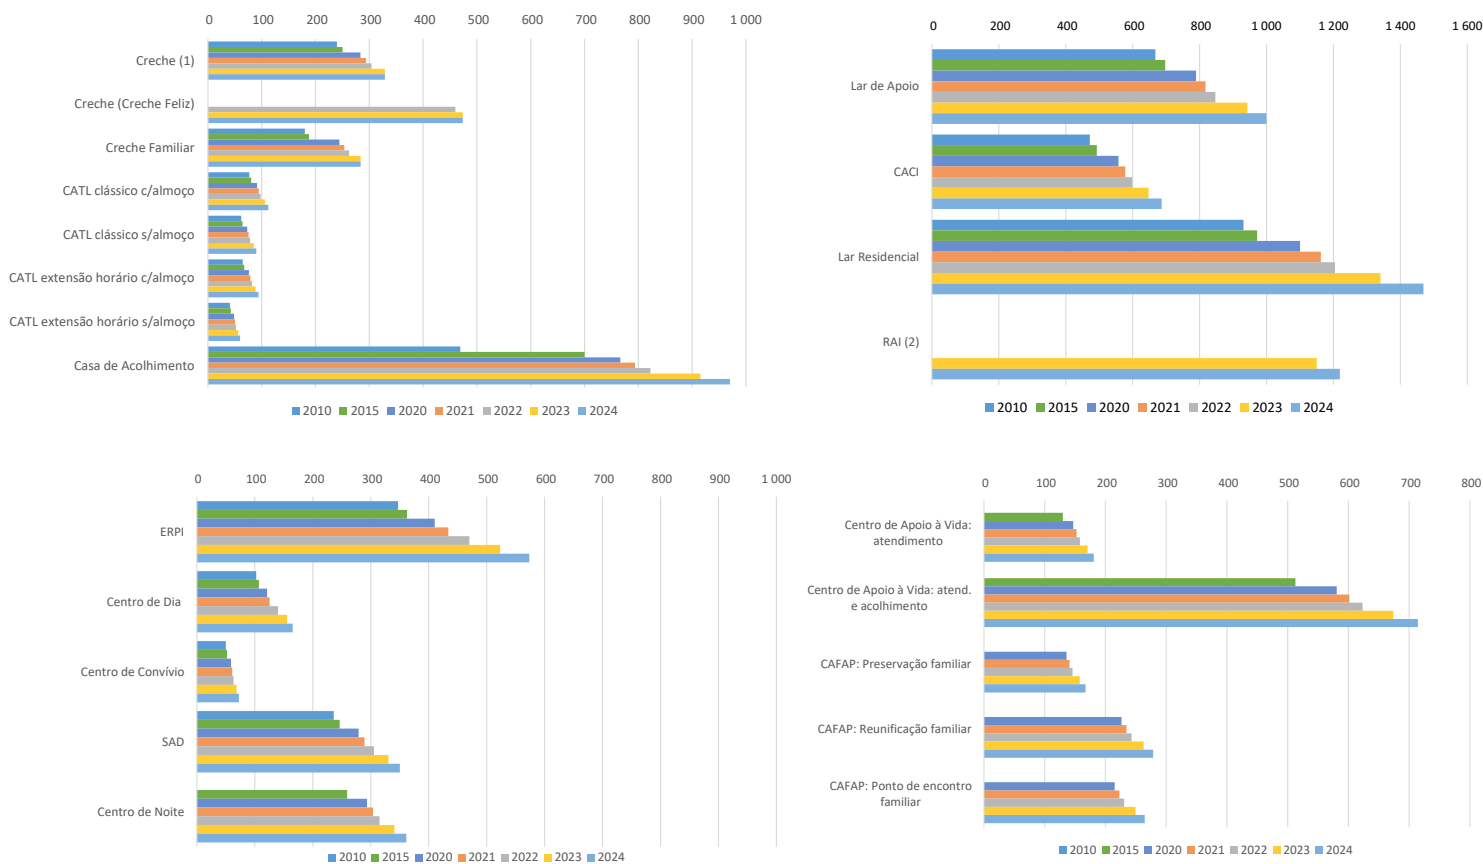 0 100 200 300 400 500 600 700 800 900 1 000
Creche (1)
Creche (Creche Feliz)
Creche Familiar
CATL clássico c/almoço
CATL clássico s/almoço
CATL extensão horário c/almoço
CATL extensão horário s/almoço
Casa de Acolhimento
2010 2015 2020 2021 2022 2023 2024
0 200 400 600 800 1 000 1 200 1 400 1 600
Lar de Apoio
CACI
Lar Residencial
RAI (2)
2010 2015 2020 2021 2022 2023 2024
0 100 200 300 400 500 600 700 800 900 1 000
ERPI
Centro de Dia
Centro de Convívio
SAD
Centro de Noite
2010 2015 2020 2021 2022 2023 2024
0 100 200 300 400 500 600 700 800
Centro de Apoio à Vida:
atendimento
Centro de Apoio à Vida: atend.
e acolhimento
CAFAP: Preservação familiar
CAFAP: Reunificação familiar
CAFAP: Ponto de encontro
familiar
2010 2015 2020 2021 2022 2023 2024